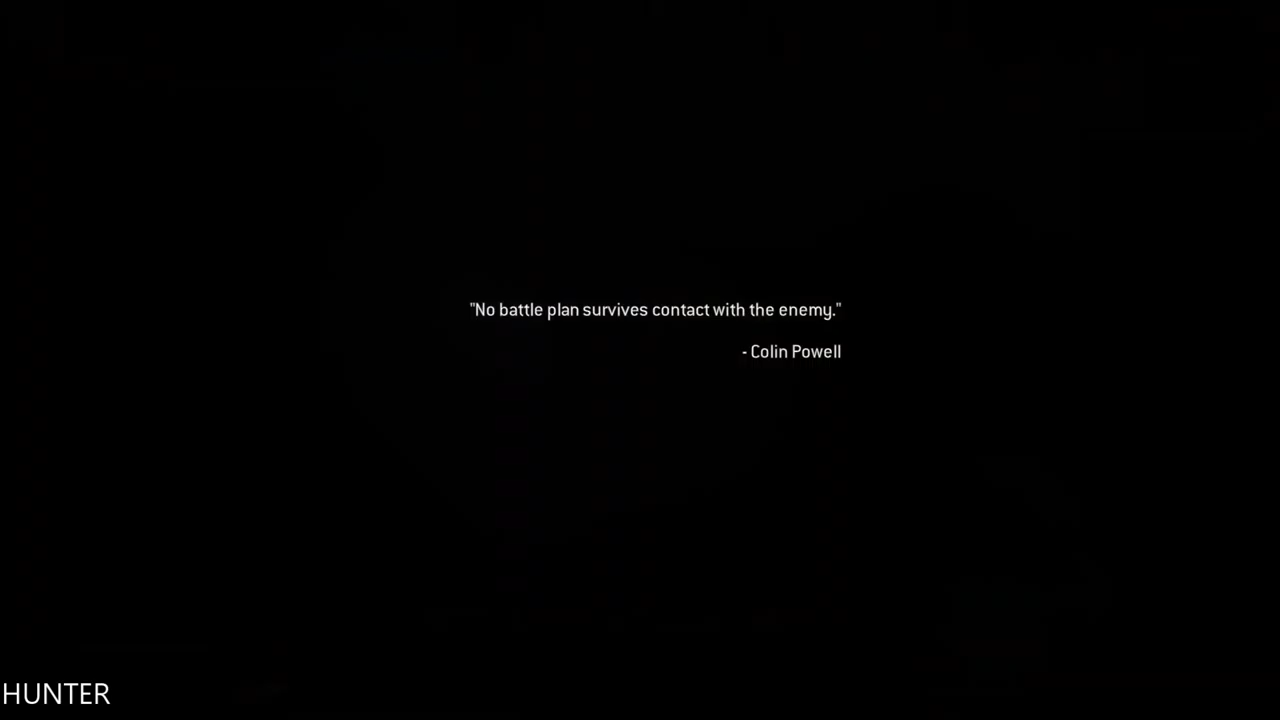 "No battle plan survives contact with the enemy."
- Colin Powell
HUNTER